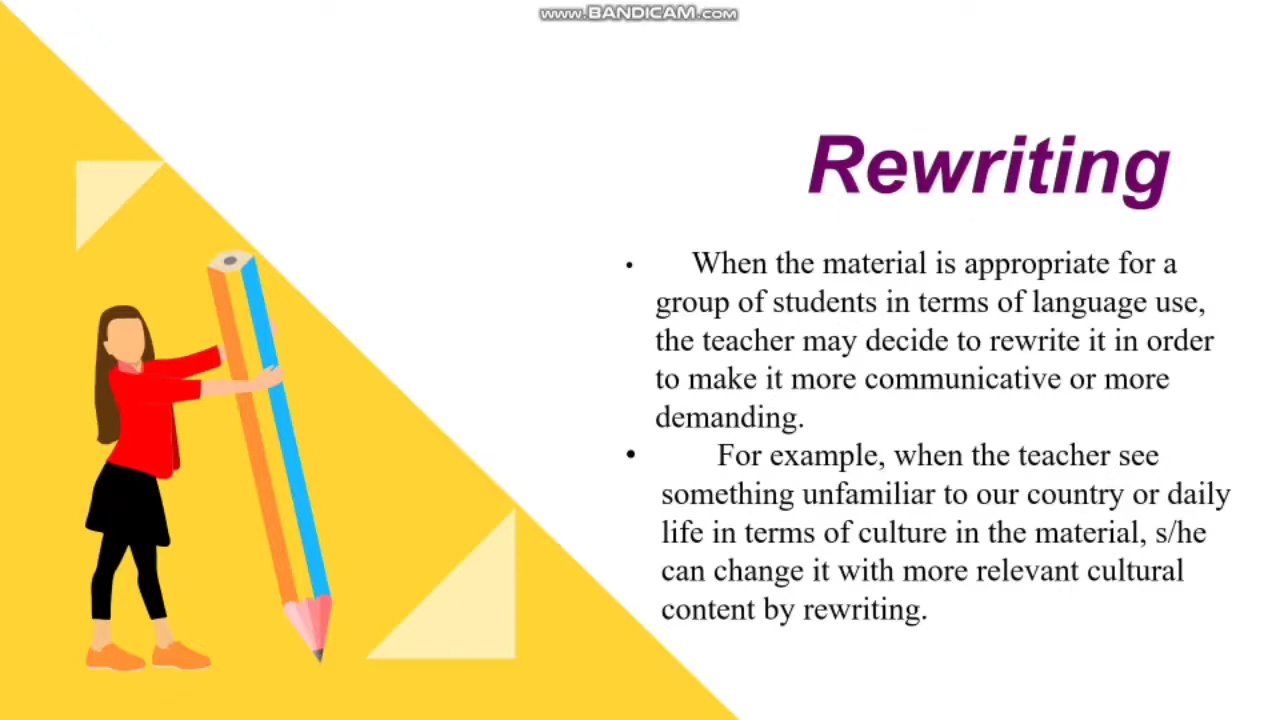 www.BANDICAM.com
Rewriting
• When the material is appropriate for a
group of students in terms of language use,
the teacher may decide to rewrite it in order
to make it more communicative or more
demanding.
• For example, when the teacher see
something unfamiliar to our country or daily
life in terms of culture in the material, s/he
can change it with more relevant cultural
content by rewriting.